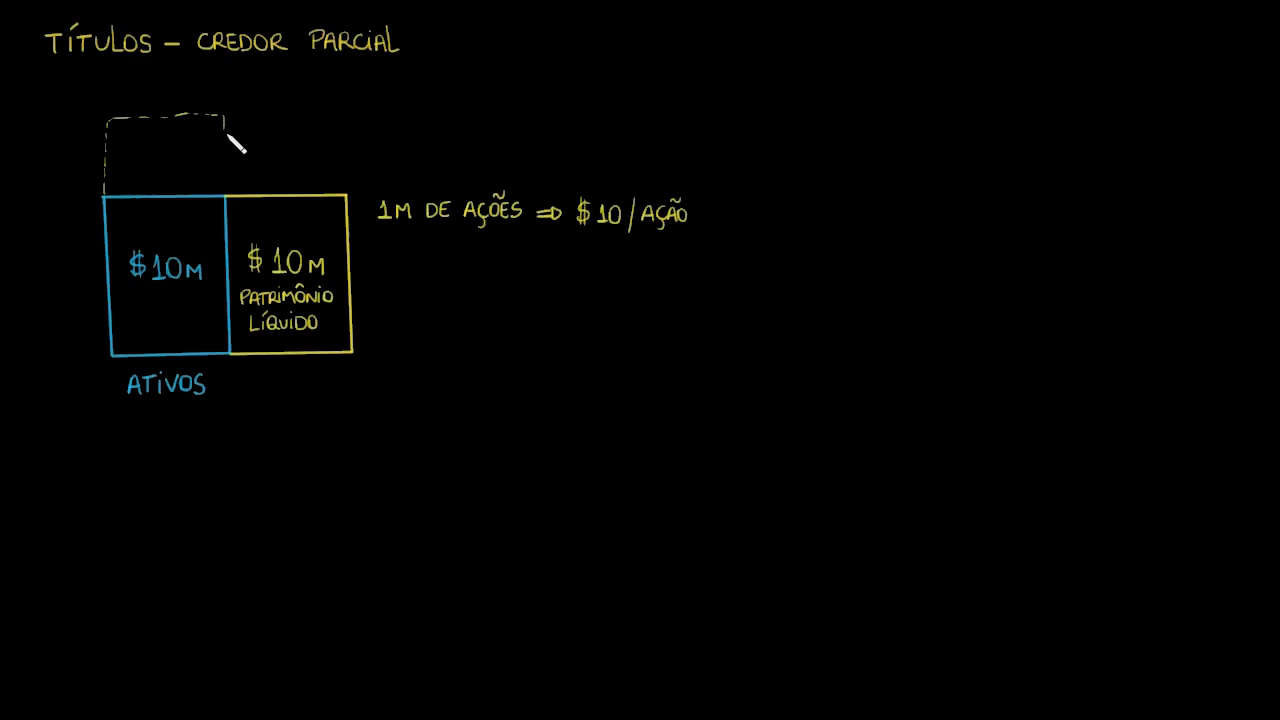 TÍTULOS – CREDOR PARCIAL
1M DE AÇÕES ⇒ $10/AÇÃO
$10M
$10M
PATRIMÔNIO
LÍQUIDO
ATIVOS